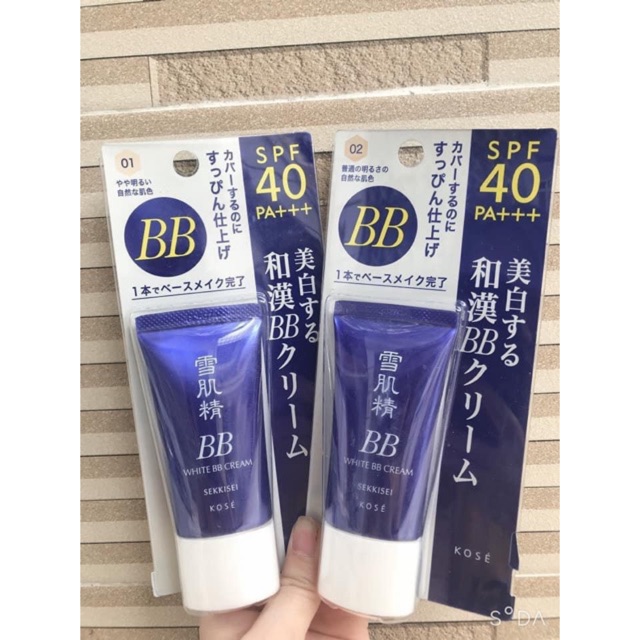 01
やや明るい
自然な肌色
カバーするのに
すっぴん仕上げ
BB
1本でベースメイク完了
SPF
40
PA+++
美白する
和漢BBクリーム
雪肌精
BB
WHITE BB CREAM
SEKKISEI
KOSÉ
02
普通の明るさの
自然な肌色
カバーするのに
すっぴん仕上げ
BB
1本でベースメイク完了
SPF
40
PA+++
美白する
和漢BBクリーム
雪肌精
BB
WHITE BB CREAM
SEKKISEI
KOSÉ
KOSÉ
SODA